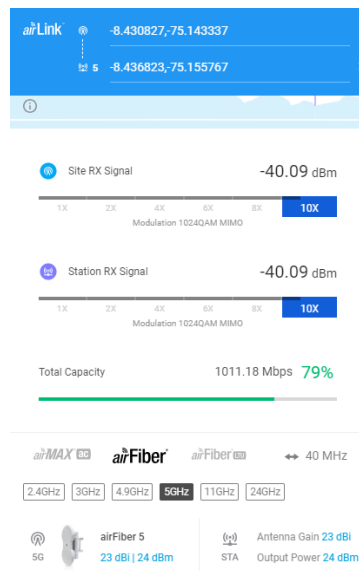 airLink -8.430827,-75.143337
5 -8.436823,-75.155767
Site RX Signal -40.09 dBm
1X 2X 4X 6X 8X 10X
Modulation 1024QAM MIMO
Station RX Signal -40.09 dBm
1X 2X 4X 6X 8X 10X
Modulation 1024QAM MIMO
Total Capacity 1011.18 Mbps 79%
airMAX ac airFiber airFiber LTU 40 MHz
2.4GHz 3GHz 4.9GHz 5GHz 11GHz 24GHz
airFiber 5 Antenna Gain 23 dBi
5G 23 dBi | 24 dBm STA Output Power 24 dBm